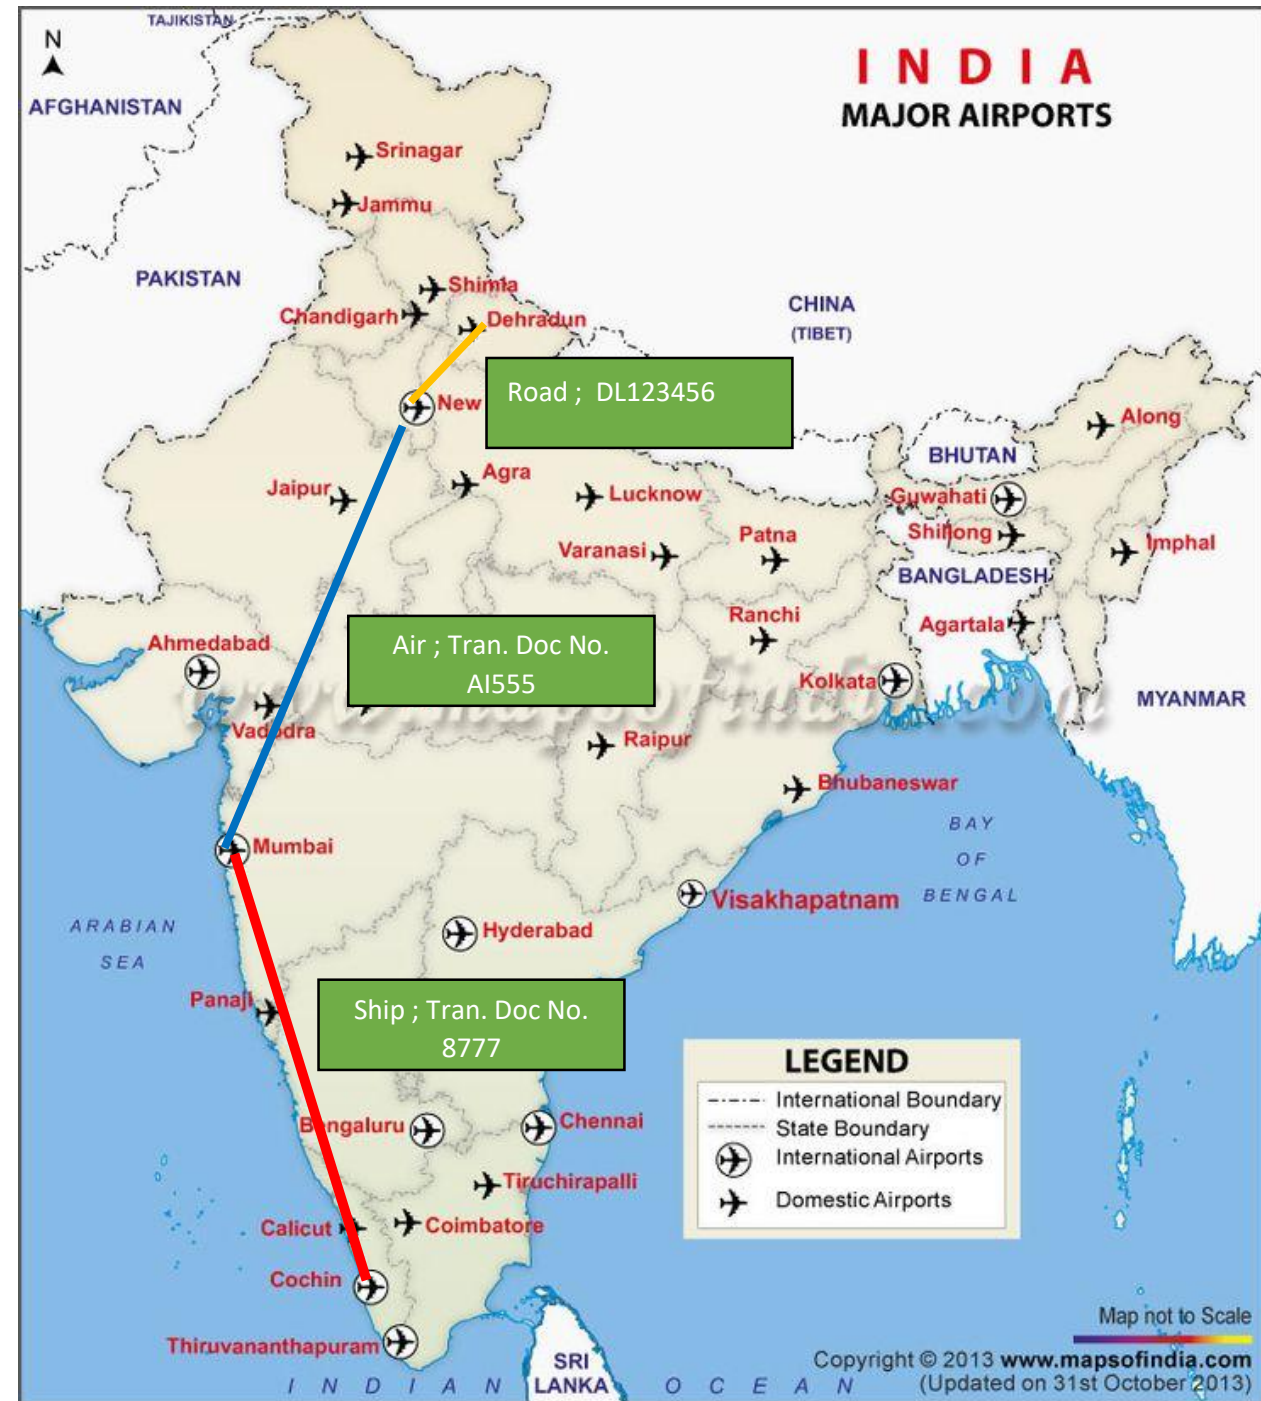 TAJIKISTAN
N
AFGHANISTAN
INDIA
MAJOR AIRPORTS
Srinagar
Jammu
PAKISTAN
Shimla
Chandigarh
Dehradun
CHINA
(TIBET)
Road ; DL123456
New
Along
BHUTAN
Agra
Jaipur
Lucknow
Guwahati
Patna
Shillong
Imphal
Varanasi
BANGLADESH
Ranchi
Agartala
Ahmedabad
Air ; Tran. Doc No.
AI555
Kolkata
MYANMAR
www.mapsofindia.com
Vadodra
Raipur
Bhubaneswar
BAY
OF
BENGAL
Mumbai
Visakhapatnam
ARABIAN
SEA
Hyderabad
Panaji
Ship ; Tran. Doc No.
8777
LEGEND
International Boundary
State Boundary
International Airports
Domestic Airports
Bengaluru
Chennai
Tiruchirapalli
Calicut
Coimbatore
Cochin
Thiruvananthapuram
SRI
LANKA
INDIAN OCEAN
Map not to Scale
Copyright © 2013 www.mapsofindia.com
(Updated on 31st October 2013)